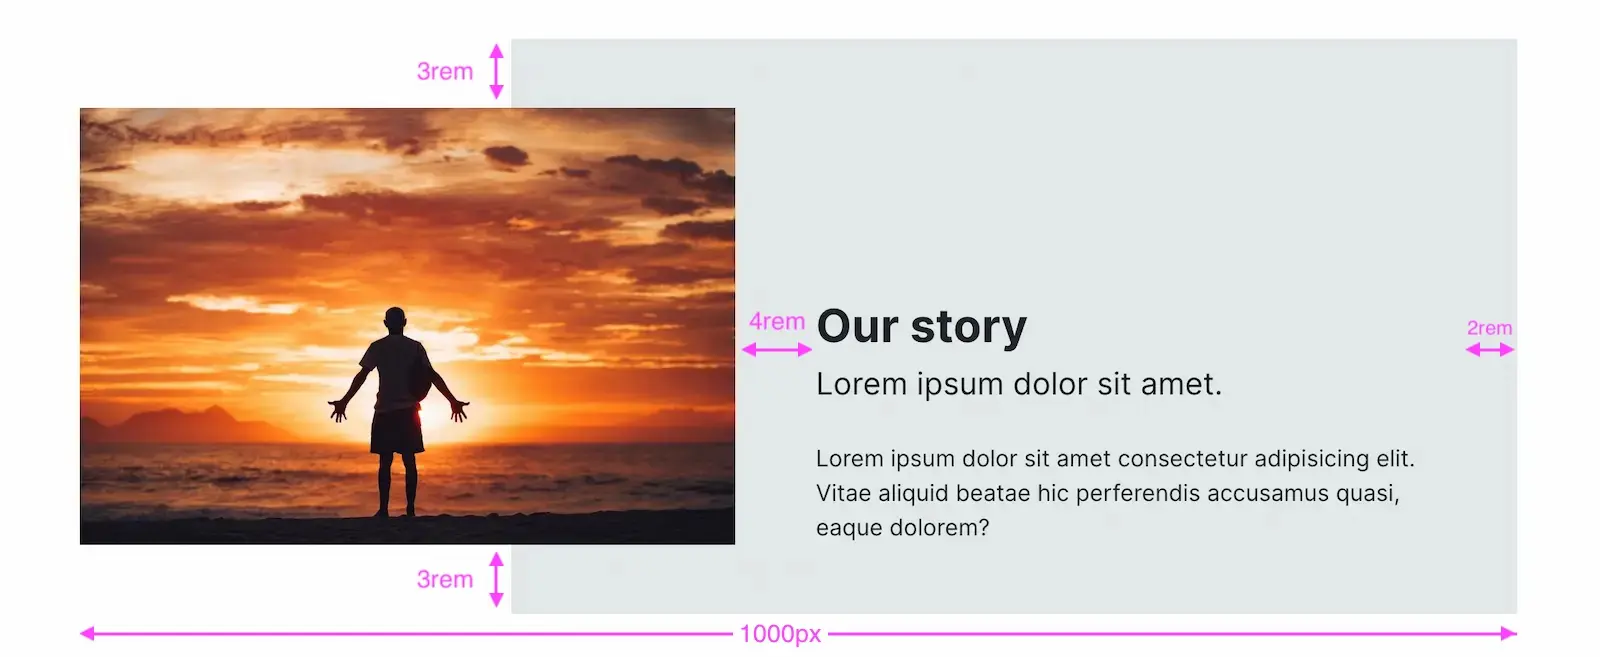 3rem
4rem
Our story
2rem
Lorem ipsum dolor sit amet.
Lorem ipsum dolor sit amet consectetur adipisicing elit.
Vitae aliquid beatae hic perferendis accusamus quasi,
eaque dolorem?
3rem
1000px